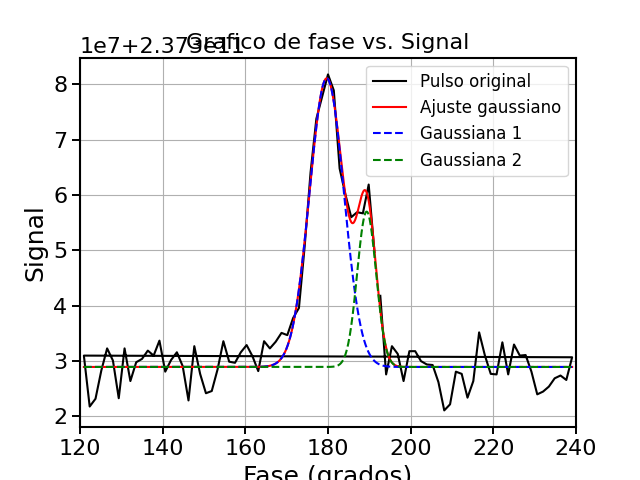 1e7+2.373e11
Grafico de fase vs. Signal
Pulso original
Ajuste gaussiano
Gaussiana 1
Gaussiana 2
8
7
6
5
4
3
2
Signal
120 140 160 180 200 220 240
Fase (grados)